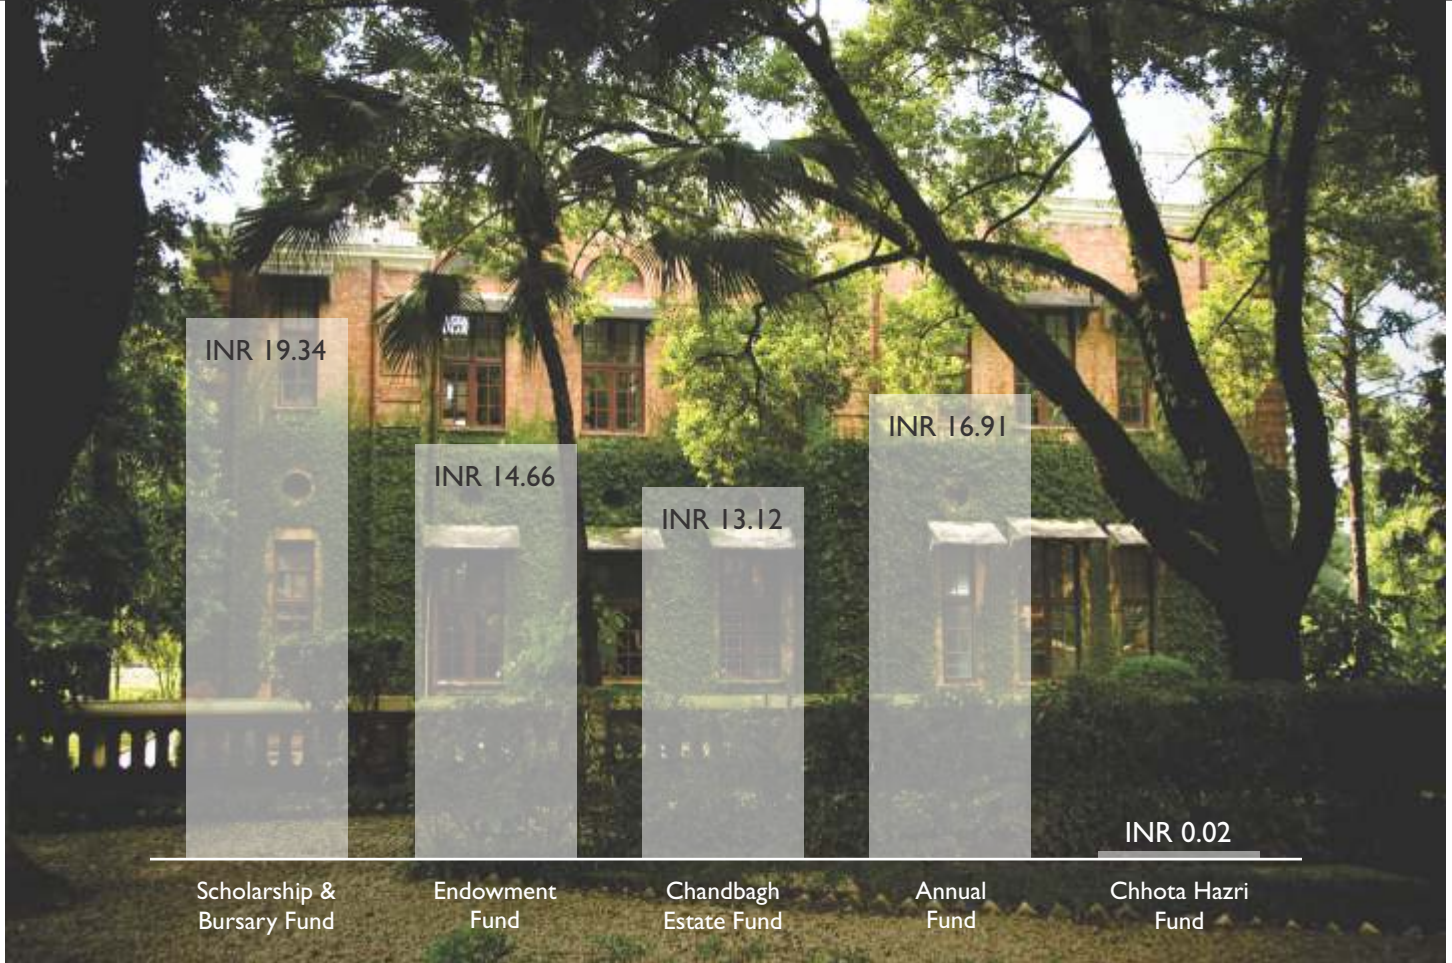 INR 19.34
INR 14.66
INR 13.12
INR 16.91
INR 0.02
Scholarship &
Bursary Fund
Endowment
Fund
Chandbagh
Estate Fund
Annual
Fund
Chhota Hazri
Fund